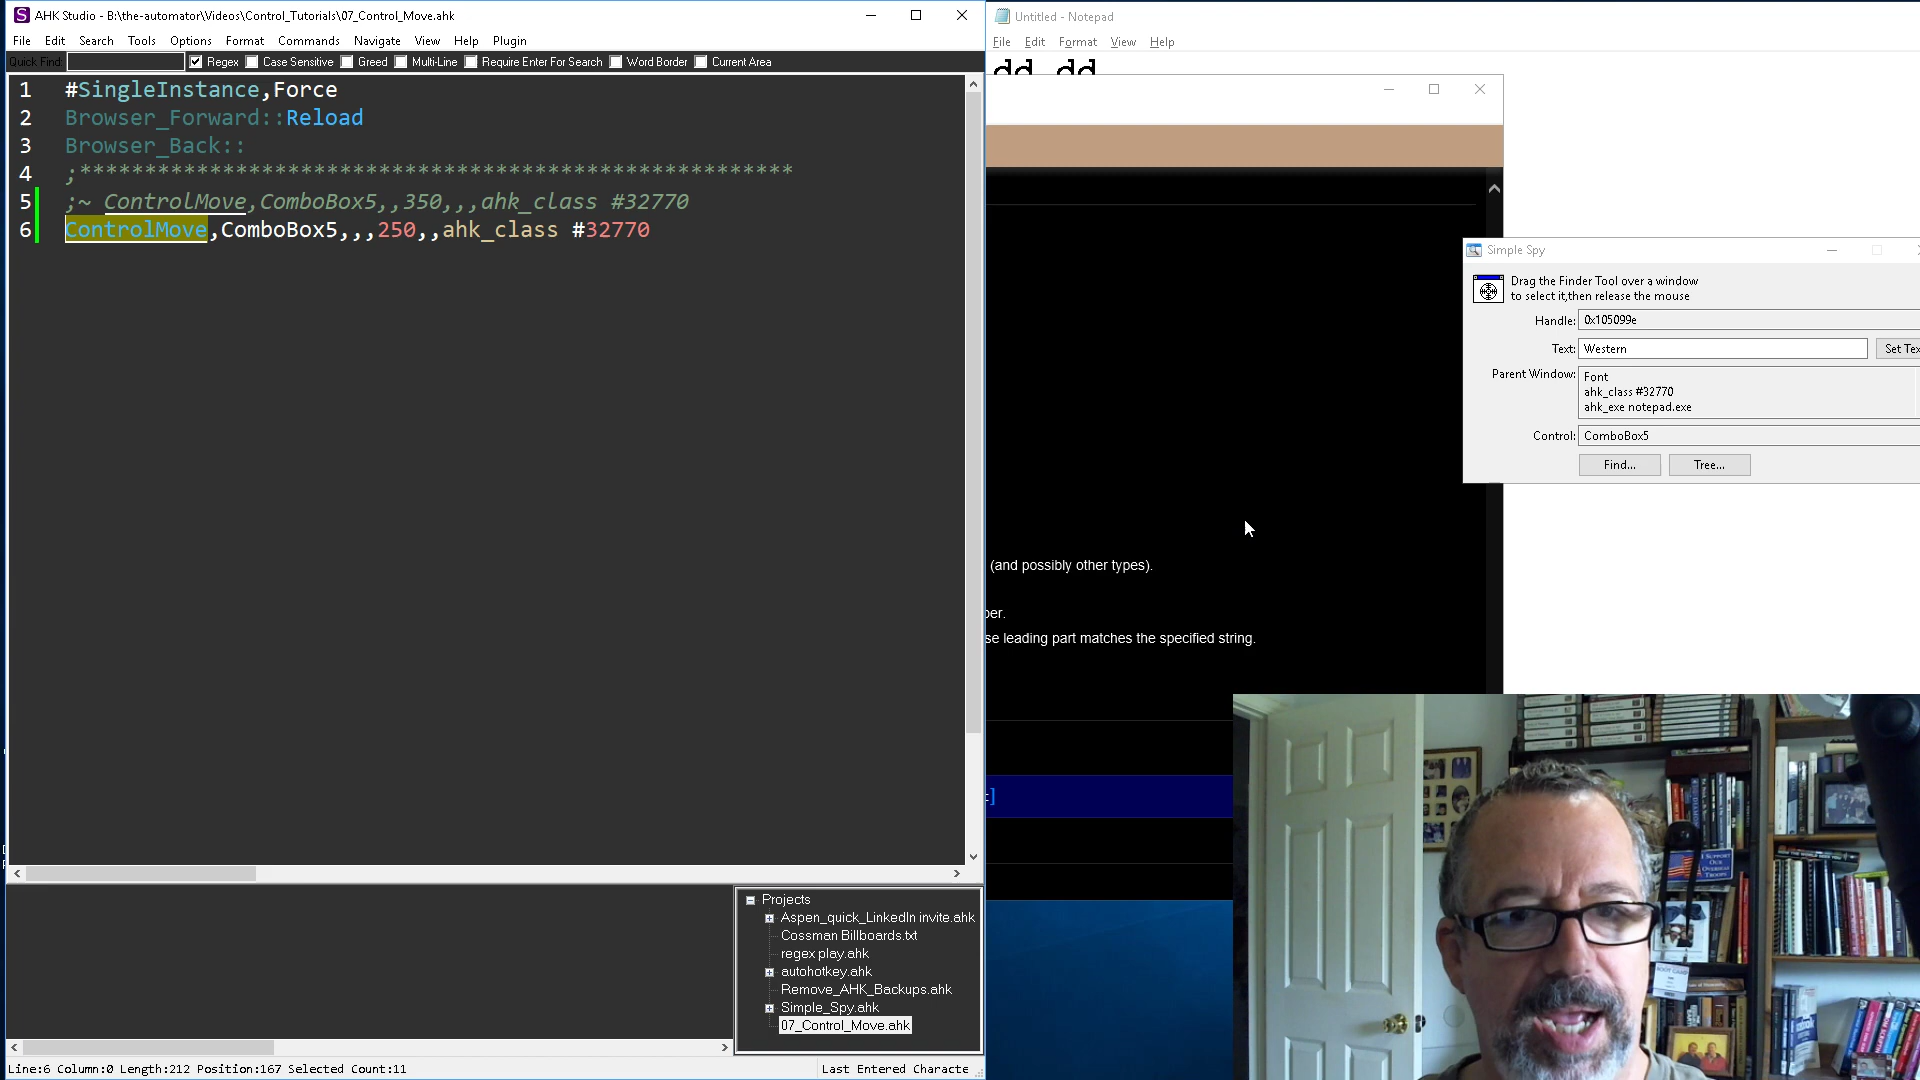 AHK Studio - B:\the-automator\Videos\Control_Tutorials\07_Control_Move.ahk
File Edit Search Tools Options Format Commands Navigate View Help Plugin
Quick Find: Regex Case Sensitive Greed Multi-Line Require Enter For Search Word Border Current Area
1 #SingleInstance,Force
2 Browser_Forward::Reload
3 Browser_Back::
4 ;*******************************************************
5 ;~ ControlMove,ComboBox5,,350,,,ahk_class #32770
6 ControlMove,ComboBox5,,,250,,ahk_class #32770
Projects
Aspen_quick_LinkedIn invite.ahk
Cossman Billboards.txt
regex play.ahk
autohotkey.ahk
Remove_AHK_Backups.ahk
Simple_Spy.ahk
07_Control_Move.ahk
Line:6 Column:0 Length:212 Position:167 Selected Count:11
Last Entered Characte
Untitled - Notepad
File Edit Format View Help
dd dd
(and possibly other types).
ber.
se leading part matches the specified string.
]
Simple Spy
Drag the Finder Tool over a window
to select it,then release the mouse
Handle: 0x105099e
Text: Western Set Tex
Parent Window: Font
ahk_class #32770
ahk_exe notepad.exe
Control: ComboBox5
Find... Tree...
I SUPPORT
OUR
OVERSEAS
TROOPS